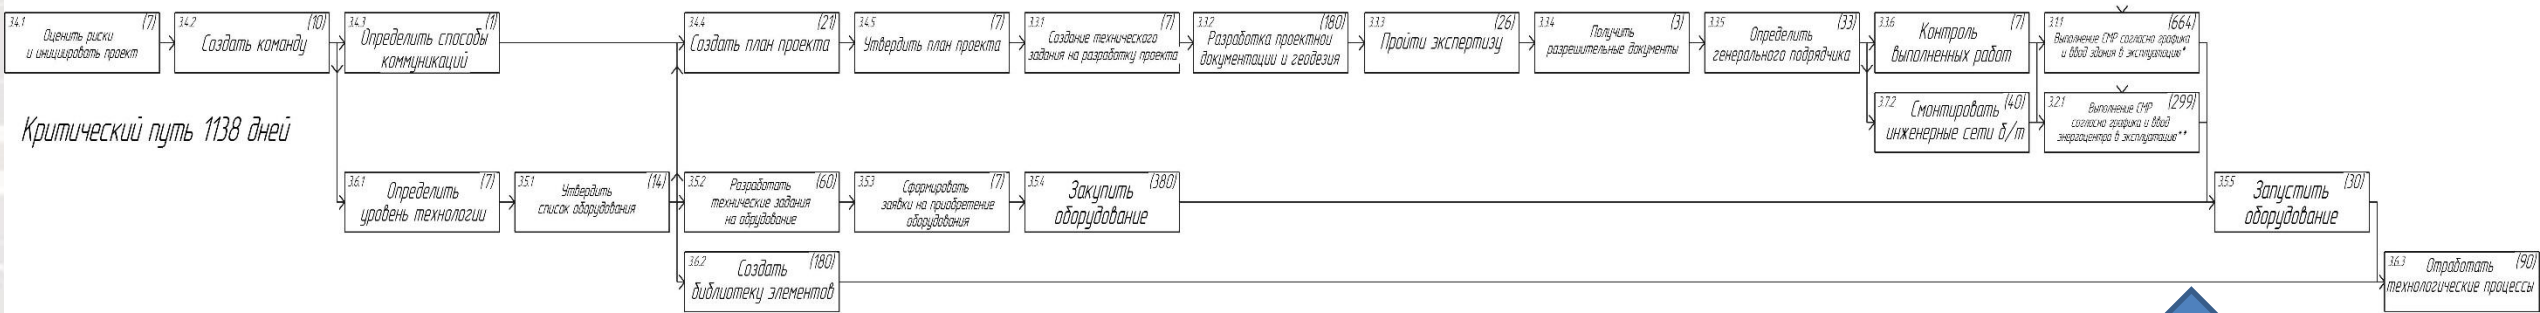 3.4.1 (7)
Оценить риски
и инициировать проект
3.4.2 (10)
Создать команду
3.4.3 (1)
Определить способы
коммуникаций
3.4.4 (21)
Создать план проекта
3.4.5 (7)
Утвердить план проекта
3.3.1 (7)
Создание технического
задания на разработку проекта
3.3.2 (180)
Разработка проектной
документации и геодезия
3.3.3 (26)
Пройти экспертизу
3.3.4 (3)
Получить
разрешительные документы
3.3.5 (33)
Определить
генерального подрядчика
3.3.6 (7)
Контроль
выполненных работ
3.1.1 (664)
Выполнение СМР согласно графика
и ввод здания в эксплуатацию*
3.7.2 (40)
Смонтировать
инженерные сети б/т
3.2.1 (299)
Выполнение СМР
согласно графика и ввод
энергоцентра в эксплуатацию**
Критический путь 1138 дней
3.6.1 (7)
Определить
уровень технологии
3.5.1 (14)
Утвердить
список оборудования
3.5.2 (60)
Разработать
технические задания
на обрудование
3.5.3 (7)
Сформировать
заявки на приобретение
оборудования
3.5.4 (380)
Закупить
оборудование
3.5.5 (30)
Запустить
оборудование
3.6.2 (180)
Создать
библиотеку элементов
3.6.3 (90)
Отработать
технологические процессы